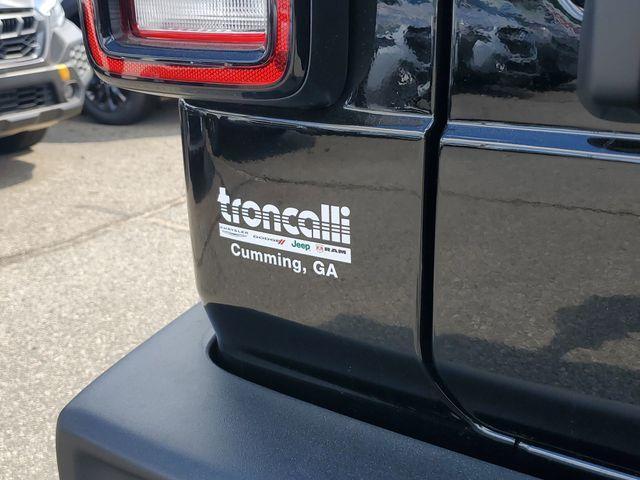 troncalli
CHRYSLER DODGE Jeep RAM
Cumming, GA